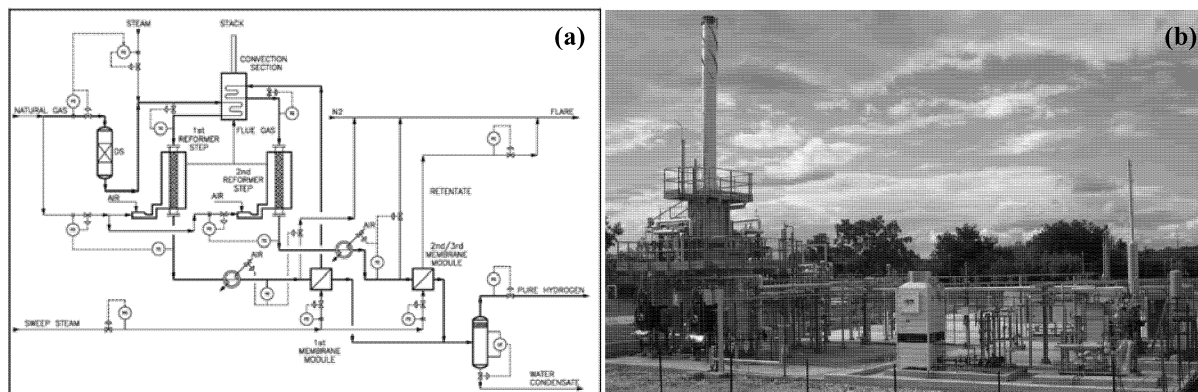 STEAM
STACK
(a)
CONVECTION
SECTION
NATURAL GAS
N2
FLARE
1st
REFORMER
STEP
FLUE GAS
DS
2nd
REFORMER
STEP
RETENTATE
AIR
AIR
AIR
AIR
2nd/3rd
MEMBRANE
MODULE
PURE HYDROGEN
SWEEP STEAM
1st
MEMBRANE
MODULE
WATER
CONDENSATE
(b)